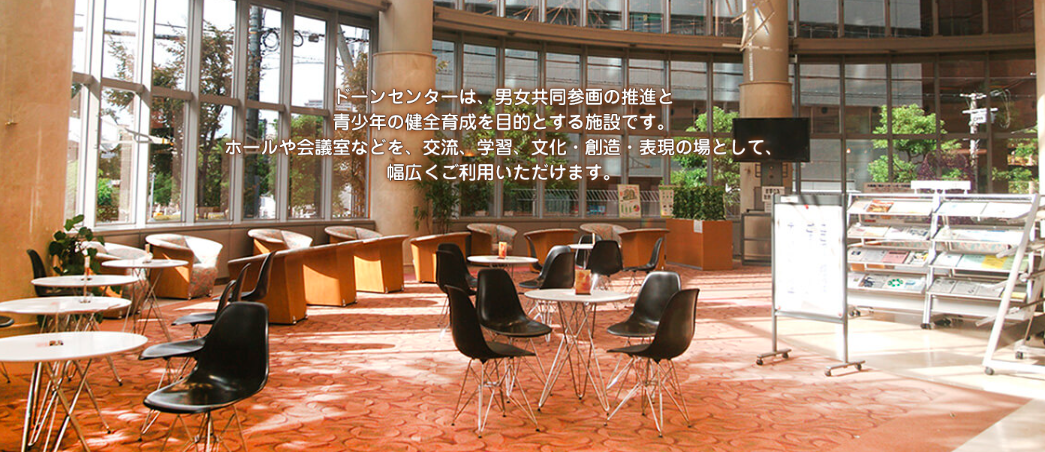 ドーンセンターは、男女共同参画の推進と
青少年の健全育成を目的とする施設です。
ホールや会議室などを、交流、学習、文化・創造・表現の場として、
幅広くご利用いただけます。